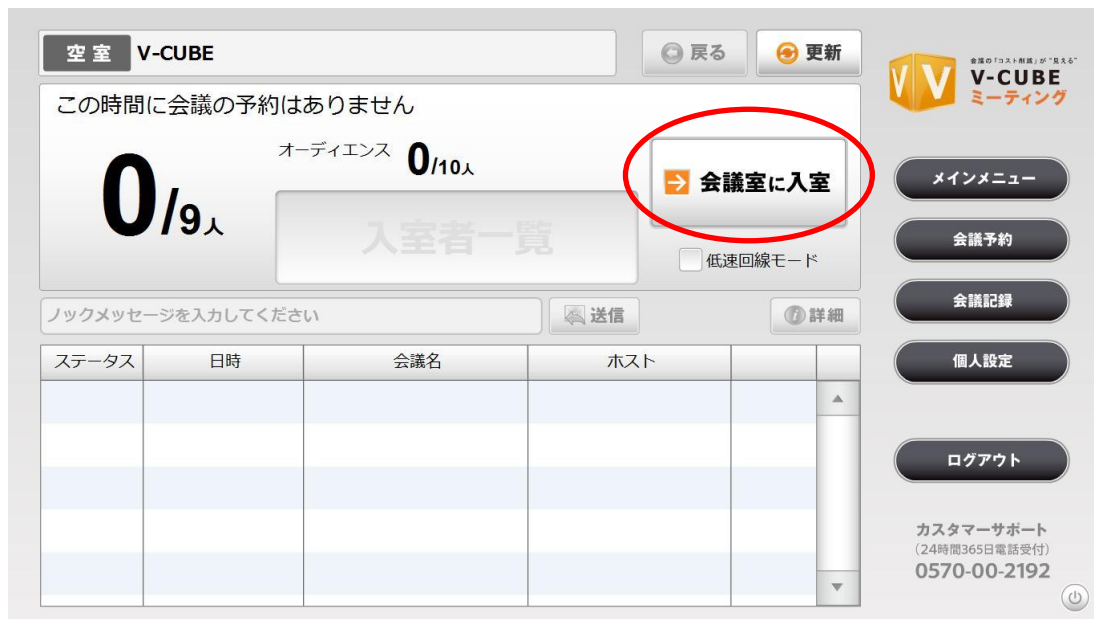 空室 V-CUBE
戻る
更新
会議の「コスト削減」が"見える"
V-CUBE
ミーティング
この時間に会議の予約はありません
0/9人
オーディエンス 0/10人
入室者一覧
会議室に入室
低速回線モード
メインメニュー
会議予約
会議記録
個人設定
ログアウト
ノックメッセージを入力してください
送信
詳細
ステータス 日時 会議名 ホスト
カスタマーサポート
(24時間365日電話受付)
0570-00-2192